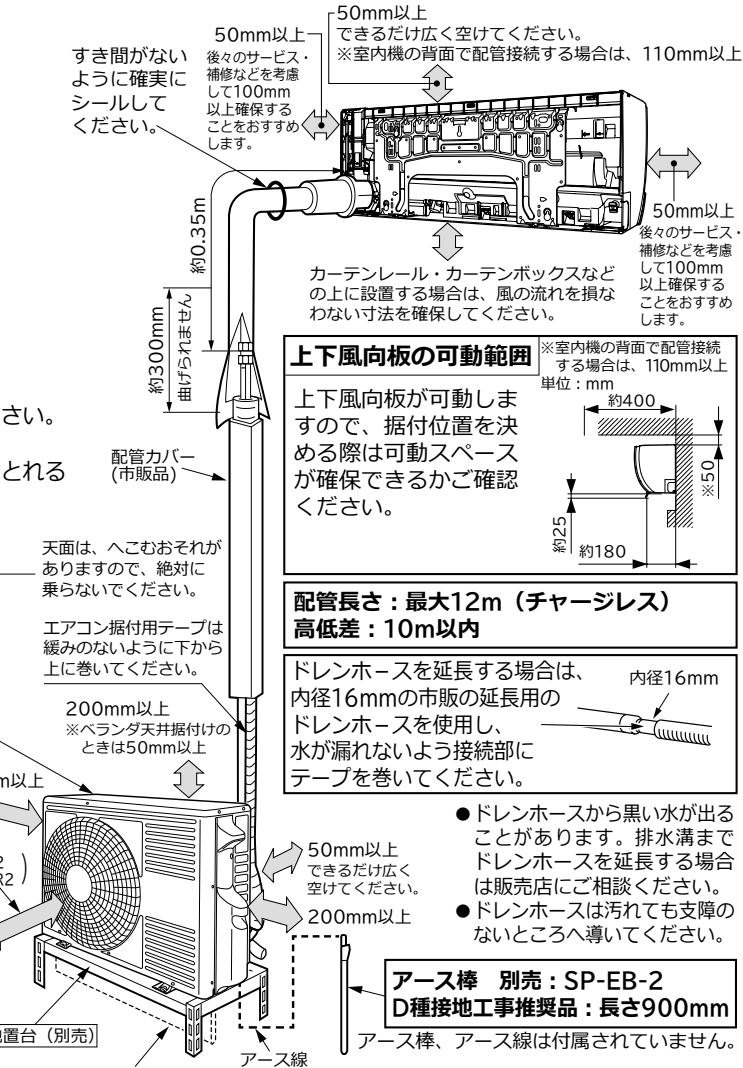 50mm以上
できるだけ広く空けてください。
※室内機の背面で配管接続する場合は、110mm以上
50mm以上
後々のサービス・
補修などを考慮
して100mm
以上確保する
ことをおすすめ
します。
すき間がない
ように確実に
シールして
ください。
50mm以上
後々のサービス・
補修などを考慮
して100mm
以上確保する
ことをおすすめ
します。
約0.35m
約300mm
曲げられません
カーテンレール・カーテンボックスなど
の上に設置する場合は、風の流れを損な
わない寸法を確保してください。
上下風向板の可動範囲
※室内機の背面で配管接続
する場合は、110mm以上
単位：mm
上下風向板が可動しま
すので、据付位置を決
める際は可動スペース
が確保できるかご確認
ください。
約400
※50
約25
約180
さい。
とれる
配管カバー
(市販品)
天面は、へこむおそれが
ありますので、絶対に
乗らないでください。
エアコン据付用テープは
緩みのないように下から
上に巻いてください。
配管長さ：最大12m（チャージレス）
高低差：10m以内
ドレンホースを延長する場合は、
内径16mmの市販の延長用の
ドレンホースを使用し、
水が漏れないよう接続部に
テープを巻いてください。
内径16mm
200mm以上
※ベランダ天井据付けの
ときは50mm以上
m以上
2
R2
)
50mm以上
できるだけ広く
空けてください。
200mm以上
●ドレンホースから黒い水が出る
ことがあります。排水溝まで
ドレンホースを延長する場合
は販売店にご相談ください。
●ドレンホースは汚れても支障の
ないところへ導いてください。
アース棒 別売：SP-EB-2
D種接地工事推奨品：長さ900mm
アース棒、アース線は付属されていません。
置台（別売）
アース線